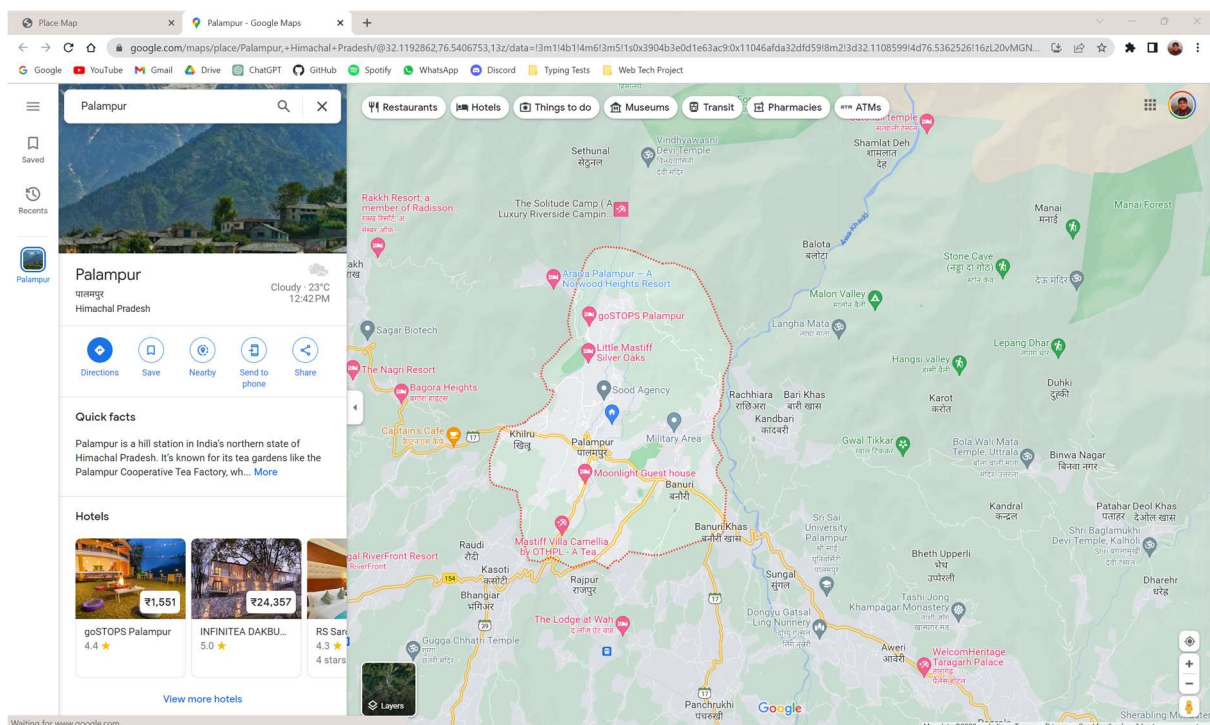 Place Map
Palampur - Google Maps
google.com/maps/place/Palampur,+Himachal+Pradesh/@32.1192862,76.5406753,13z/data=!3m1!4b1!4m6!3m5!1s0x3904b3e0d1e63ac9:0x11046afda32dfd59!8m2!3d32.1108599!4d76.5362526!16zL20vMGN...
Google
YouTube
Gmail
Drive
ChatGPT
GitHub
Spotify
WhatsApp
Discord
Typing Tests
Web Tech Project
Saved
Recents
Palampur
Palampur
Palampur
पालमपुर
Himachal Pradesh
Cloudy · 23°C
12:42 PM
Directions
Save
Nearby
Send to
phone
Share
Quick facts
Palampur is a hill station in India's northern state of
Himachal Pradesh. It's known for its tea gardens like the
Palampur Cooperative Tea Factory, wh... More
Hotels
₹1,551
₹24,357
goSTOPS Palampur
4.4
INFINITEA DAKBU...
5.0
RS Saro
4.3
4 stars
View more hotels
Waiting for www.google.com
Restaurants
Hotels
Things to do
Museums
Transit
Pharmacies
ATMs
temple
Sethunal
सेठुनल
Vindhyawasni
Devi Temple
देवी मंदिर
Shamlat Deh
शामलात
देह
Rakkh Resort, a
member of Radisson...
The Solitude Camp ( A
Luxury Riverside Campin...
Manai
मनाई
Manai Forest
Awa Khadd
Balota
बलोटा
Stone Cave
Araiya Palampur – A
Norwood Heights Resort
Malon Valley
goSTOPS Palampur
Langha Mata
Sagar Biotech
Lepang Dhar
Little Mastiff
Silver Oaks
Hangsi valley
The Nagri Resort
Bagora Heights
Sood Agency
Duhki
दुहकी
Rachhiara
राछिअरा
Bari Khas
बारी खास
Karot
करोत
Kandbari
कांदबरी
Captain's Cafe
17
Khilru
खिलू
Palampur
पालमपुर
Military Area
Gwal Tikkar
Bola Wali Mata
Temple, Uttrala
Binwa Nagar
बिनवा नगर
Moonlight Guest house
Banuri
बनौरी
Kandral
कन्द्रल
Patahar
पताहर
Deol Khas
देओल खास
Mastiff Villa Camellia
by OTHPL - A Tea...
Banuri Khas
बनौरीं खास
Sri Sai
University
Palampur
Shri Baglamukhi
Devi Temple, Kalholi
gal RiverFront Resort
RiverFront
Raudi
रौदी
Kasoti
कसोटी
154
Bhangiar
भंगिअर
Rajpur
राजपुर
Sungal
सुंगल
Bheth Upperli
भेथ
उप्पेरली
Dharehr
धरेह्र
17
39
Tashi Jong
Khampagar Monastery
The Lodge at Wah
Dongyu Gatsal
Ling Nunnery
Gugga Chhatri Temple
Aweri
आवेरी
WelcomHeritage
Taragarh Palace
17
Panchrukhi
पंचरुखी
Layers
Google
Sherabling